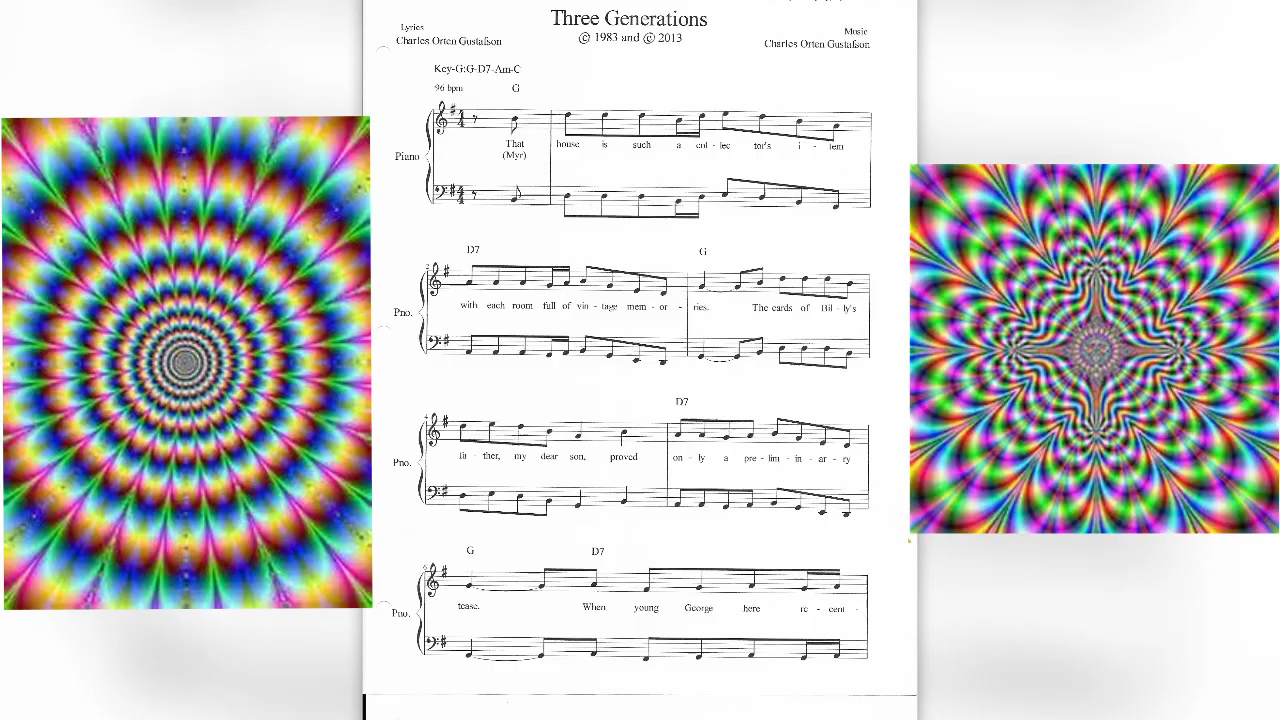 Three Generations
© 1983 and © 2013
Lyrics
Charles Orten Gustafson
Music
Charles Orten Gustafson
Key-G:G-D7-Am-C
96 bpm G
Piano
That house is such a col - lec tor's i - tem
(Myr)
D7 G
Pno.
with each room full of vin - tage mem - or - ries. The cards of Bil - ly's
D7
Pno.
fa - ther, my dear son, proved on - ly a pre - lim - in - ar - ry
G D7
Pno.
tease. When young George here re - cent -